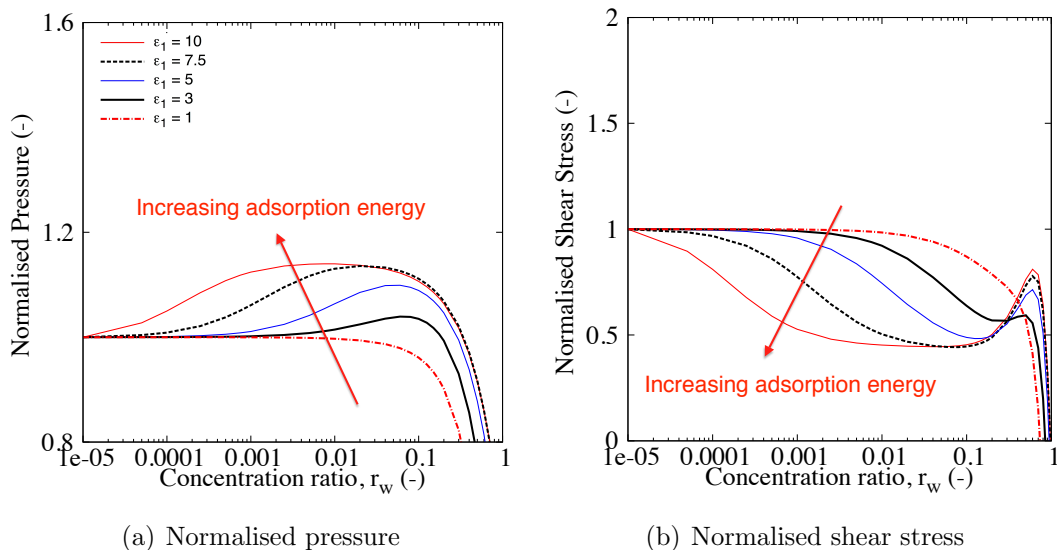 1.6
1.2
0.8
Normalised Pressure (-)
ε1 = 10
ε1 = 7.5
ε1 = 5
ε1 = 3
ε1 = 1
Increasing adsorption energy
1e-05 0.0001 0.001 0.01 0.1 1
Concentration ratio, rw (-)
(a) Normalised pressure
2
1.5
1
0.5
0
Normalised Shear Stress (-)
Increasing adsorption energy
1e-05 0.0001 0.001 0.01 0.1 1
Concentration ratio, rw (-)
(b) Normalised shear stress